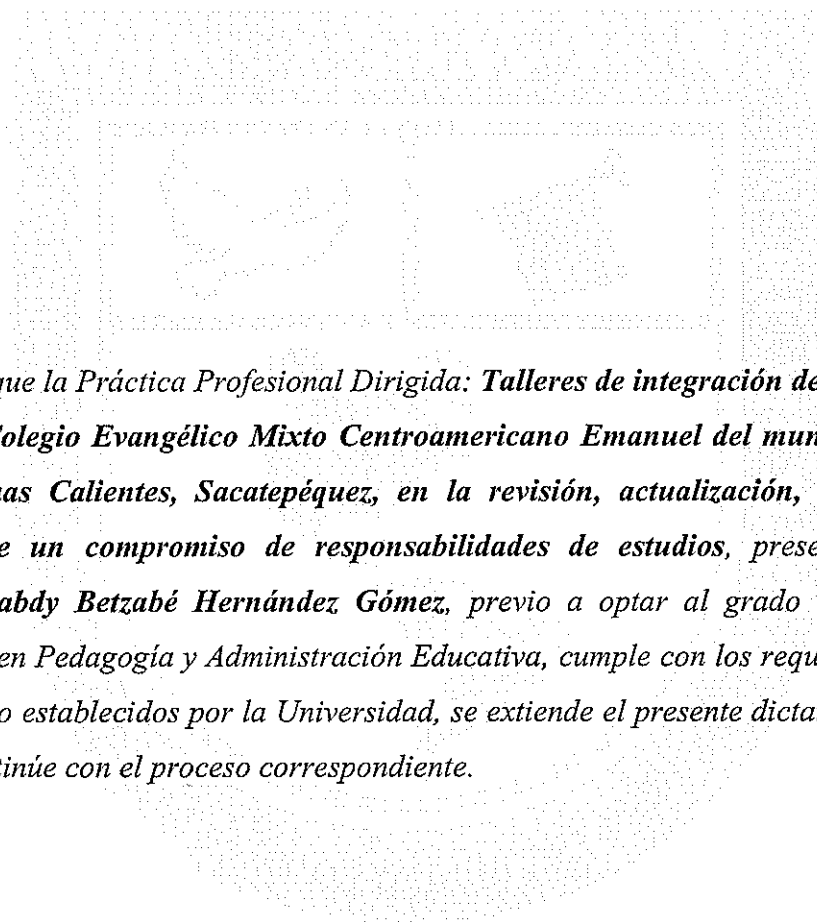 que la Práctica Profesional Dirigida: Talleres de integración de
Colegio Evangélico Mixto Centroamericano Emanuel del mun
as Calientes, Sacatepéquez, en la revisión, actualización,
un compromiso de responsabilidades de estudios, prese
abdy Betzabé Hernández Gómez, previo a optar al grado
en Pedagogía y Administración Educativa, cumple con los requ
o establecidos por la Universidad, se extiende el presente dicta
tinúe con el proceso correspondiente.